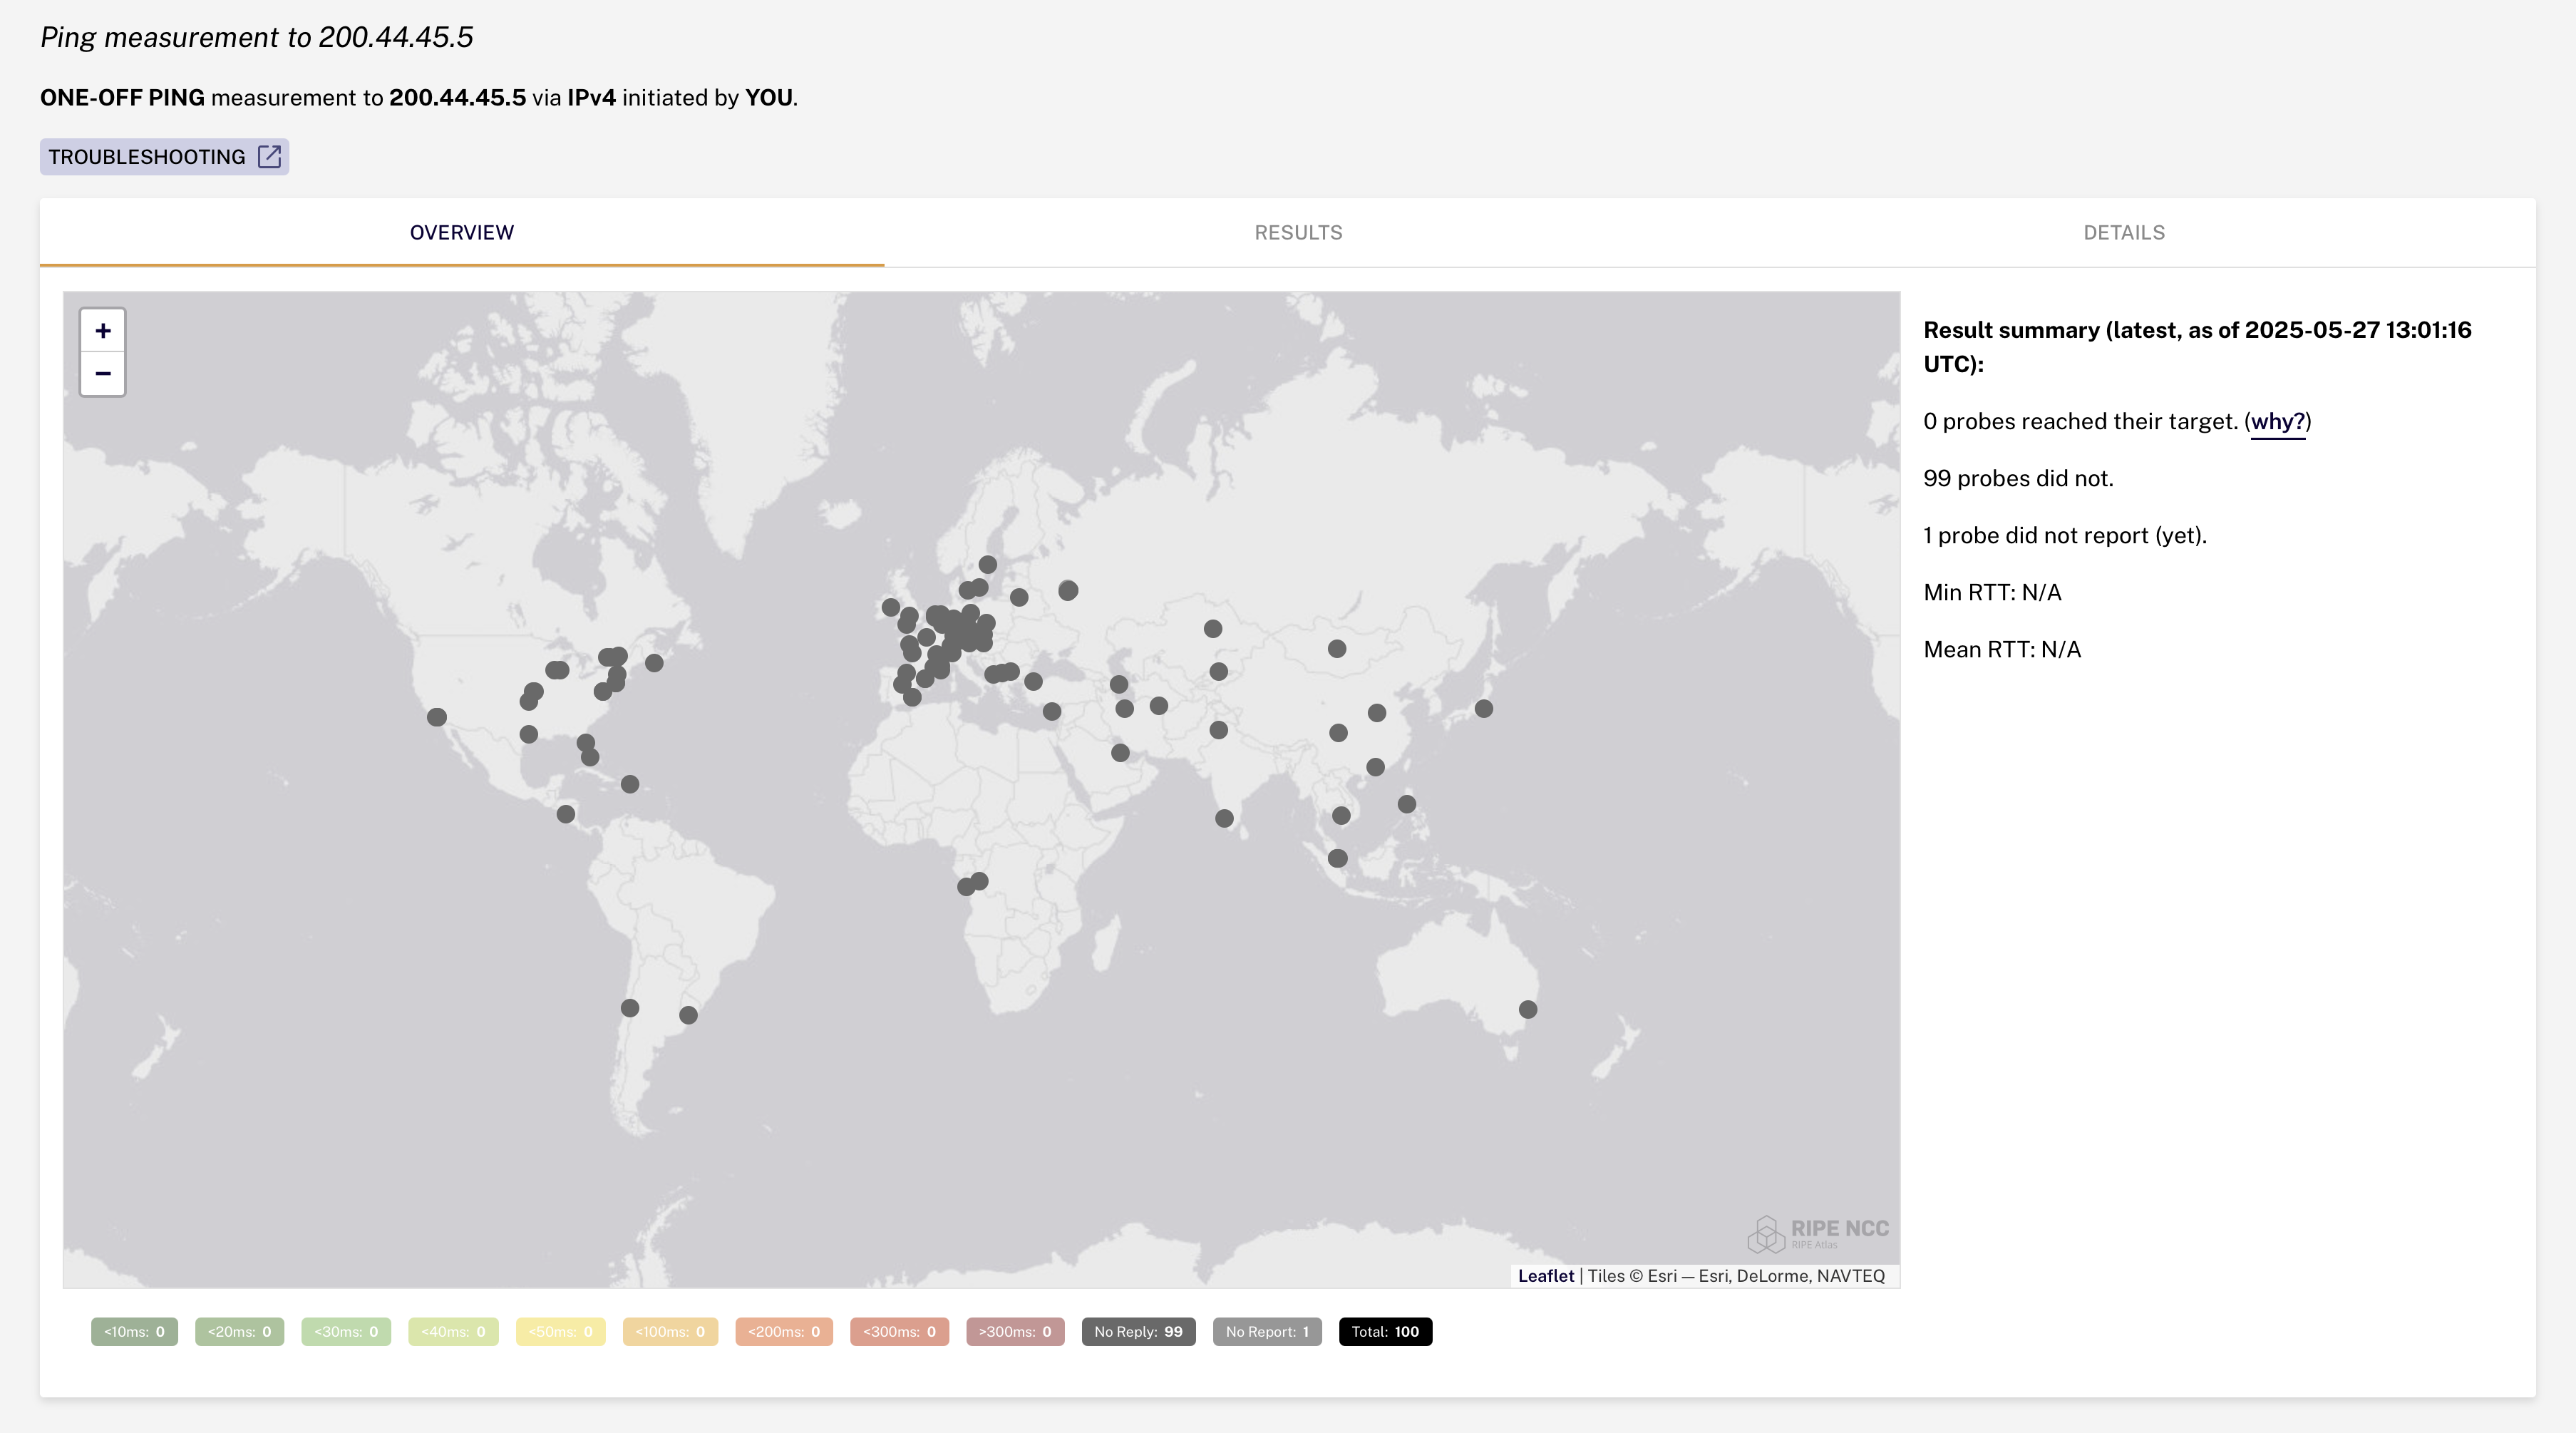 Ping measurement to 200.44.45.5
ONE-OFF PING measurement to 200.44.45.5 via IPv4 initiated by YOU.
TROUBLESHOOTING
OVERVIEW
RESULTS
DETAILS
+
−
Result summary (latest, as of 2025-05-27 13:01:16
UTC):
0 probes reached their target. (why?)
99 probes did not.
1 probe did not report (yet).
Min RTT: N/A
Mean RTT: N/A
RIPE NCC
RIPE Atlas
Leaflet | Tiles © Esri — Esri, DeLorme, NAVTEQ
<10ms: 0
<20ms: 0
<30ms: 0
<40ms: 0
<50ms: 0
<100ms: 0
<200ms: 0
<300ms: 0
>300ms: 0
No Reply: 99
No Report: 1
Total: 100